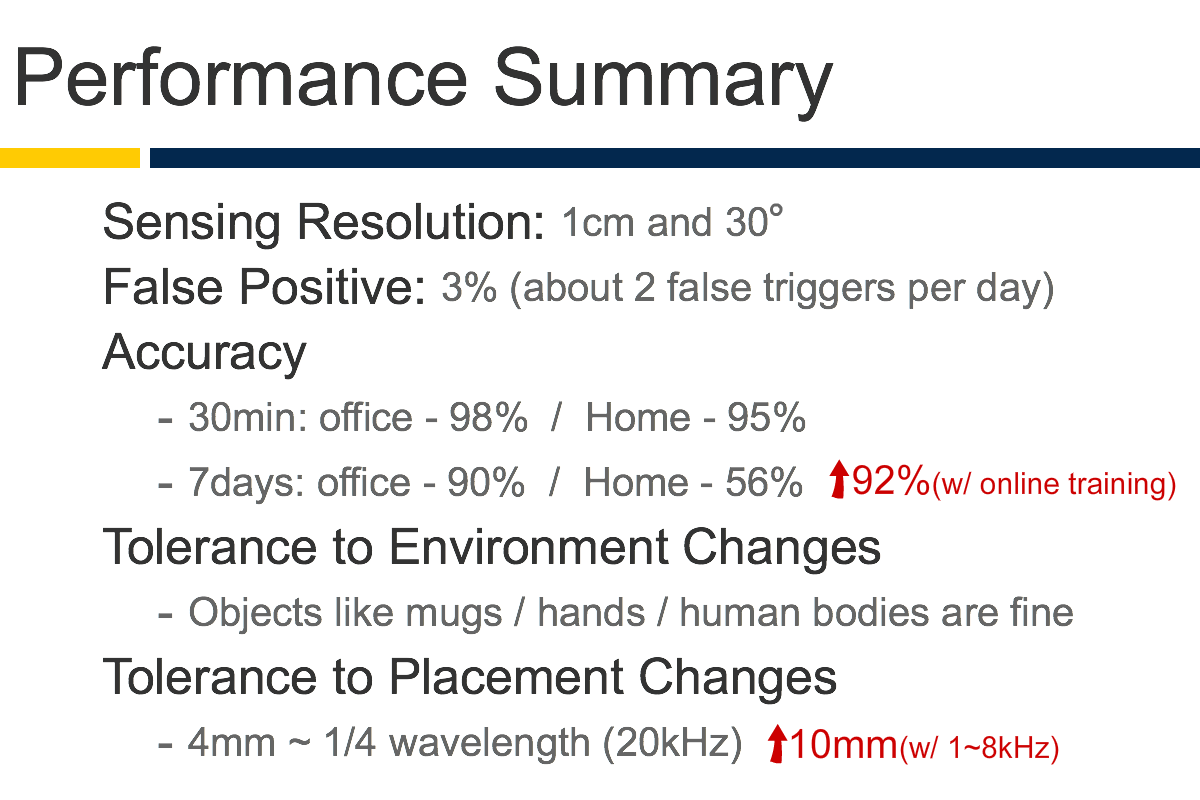 Performance Summary
Sensing Resolution: 1cm and 30°
False Positive: 3% (about 2 false triggers per day)
Accuracy
- 30min: office - 98% / Home - 95%
- 7days: office - 90% / Home - 56% ⬆92%(w/ online training)
Tolerance to Environment Changes
- Objects like mugs / hands / human bodies are fine
Tolerance to Placement Changes
- 4mm ~ 1/4 wavelength (20kHz) ⬆10mm(w/ 1~8kHz)